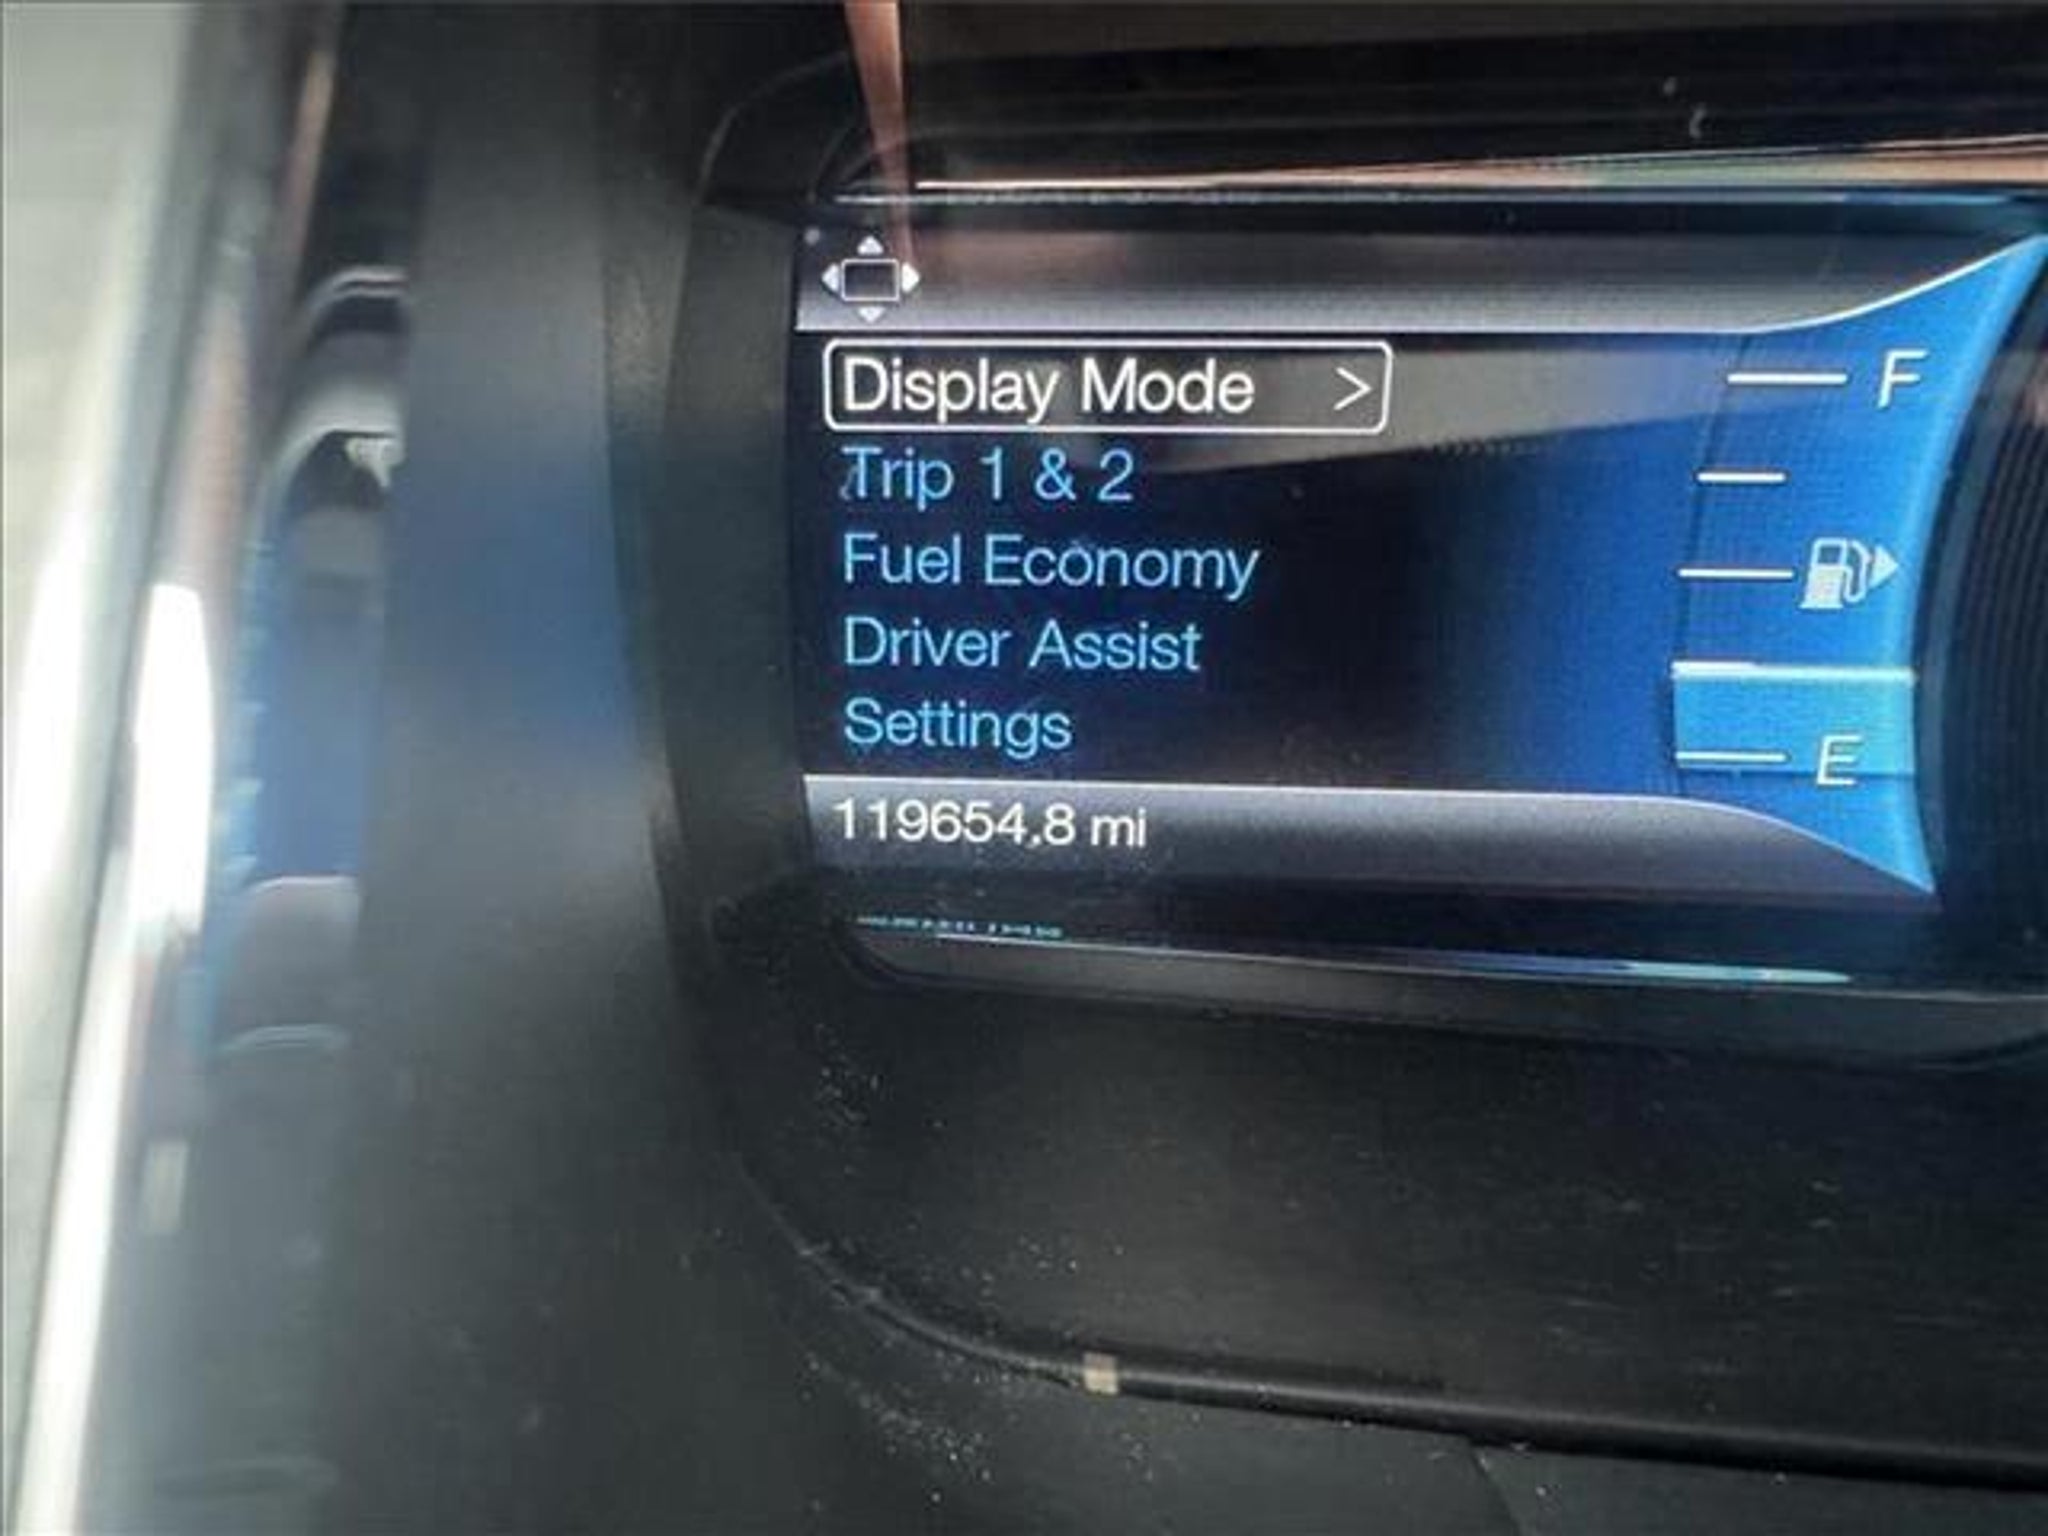 Display Mode >
F
Trip 1 & 2
Fuel Economy
Driver Assist
Settings
E
119654.8 mi